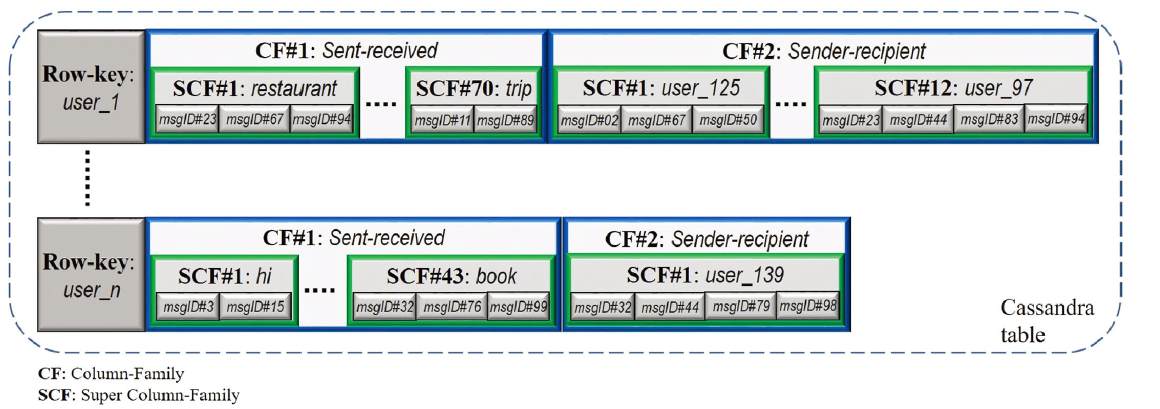 CF#1: Sent-received
CF#2: Sender-recipient
Row-key:
user_1
SCF#1: restaurant
SCF#70: trip
SCF#1: user_125
SCF#12: user_97
msgID#23 msgID#67 msgID#94
msgID#11 msgID#89
msgID#02 msgID#67 msgID#50
msgID#23 msgID#44 msgID#83 msgID#94
CF#1: Sent-received
CF#2: Sender-recipient
Row-key:
user_n
SCF#1: hi
SCF#43: book
SCF#1: user_139
msgID#3 msgID#15
msgID#32 msgID#76 msgID#99
msgID#32 msgID#44 msgID#79 msgID#98
Cassandra
table
CF: Column-Family
SCF: Super Column-Family